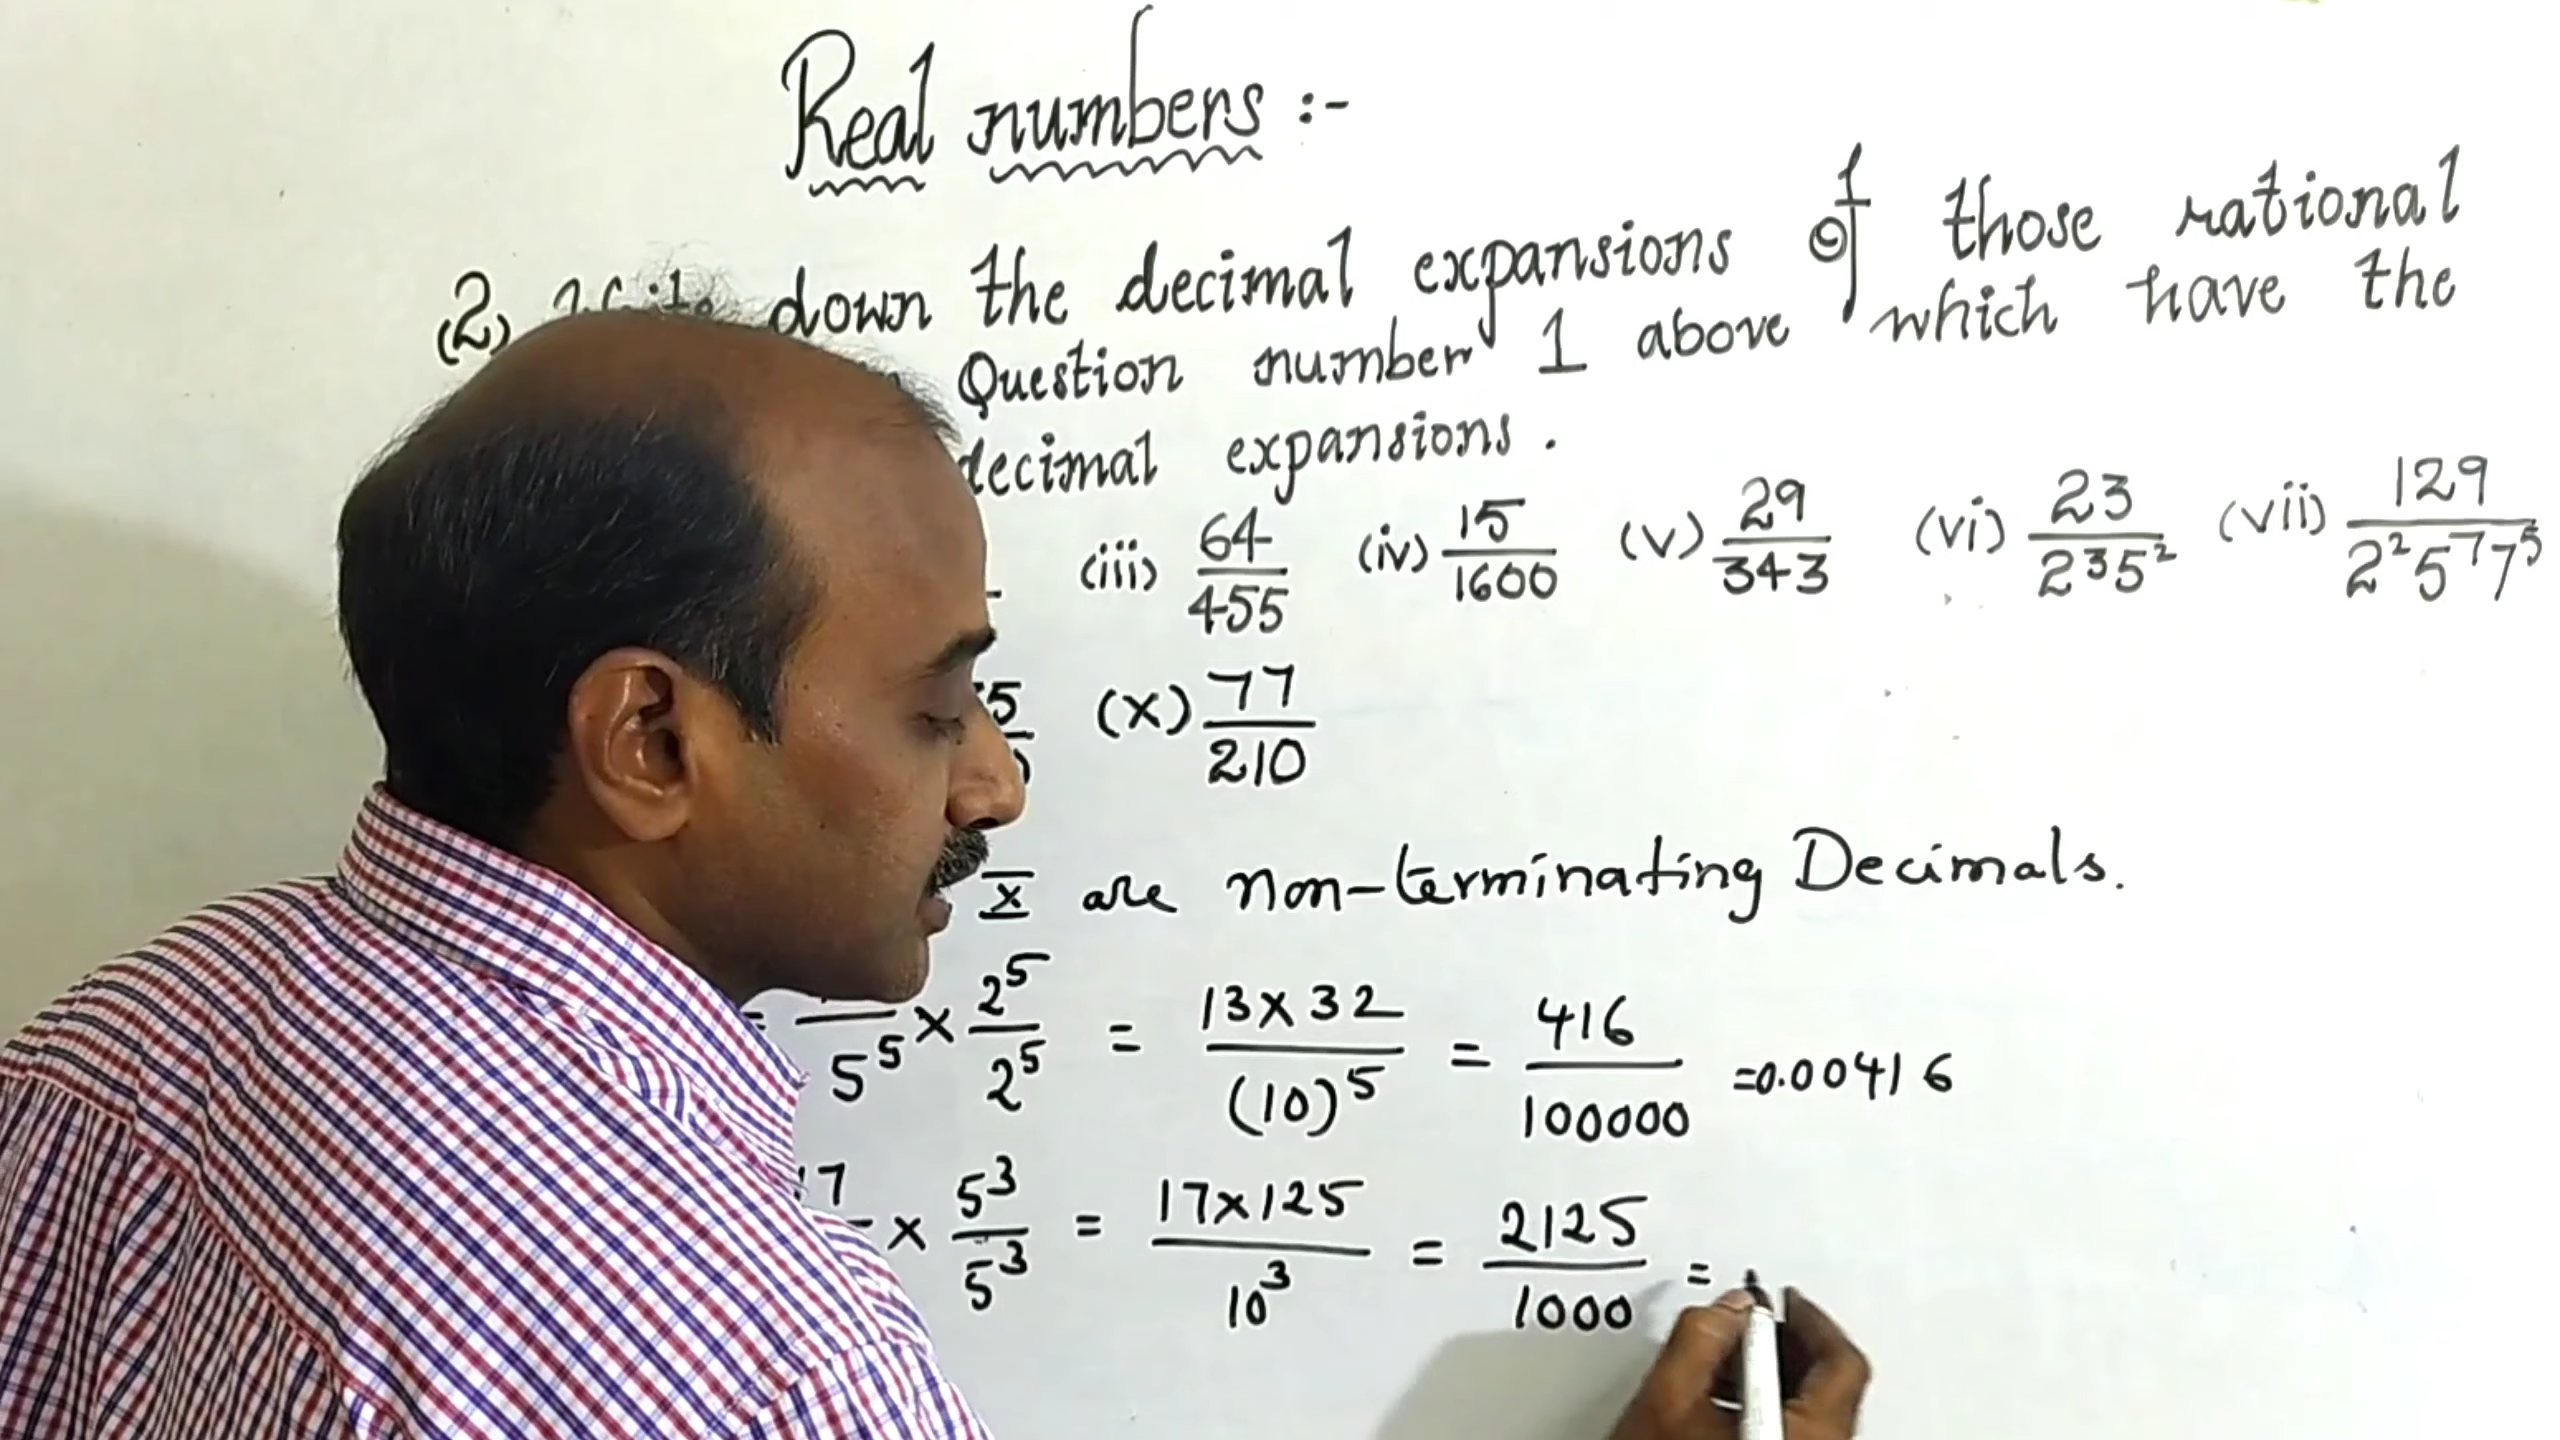 Real numbers :-
(2) down the decimal expansions of those rational
Question number 1 above which have the
decimal expansions.
(iii) 64/455 (iv) 15/1600 (v) 29/343 (vi) 23/2³5² (vii) 129/2²5⁷7⁵
(x) 77/210
x are non-terminating Decimals.
= /5⁵ × 2⁵/2⁵ = 13×32/(10)⁵ = 416/100000 =0.00416
17 × 5³/5³ = 17×125/10³ = 2125/1000 =